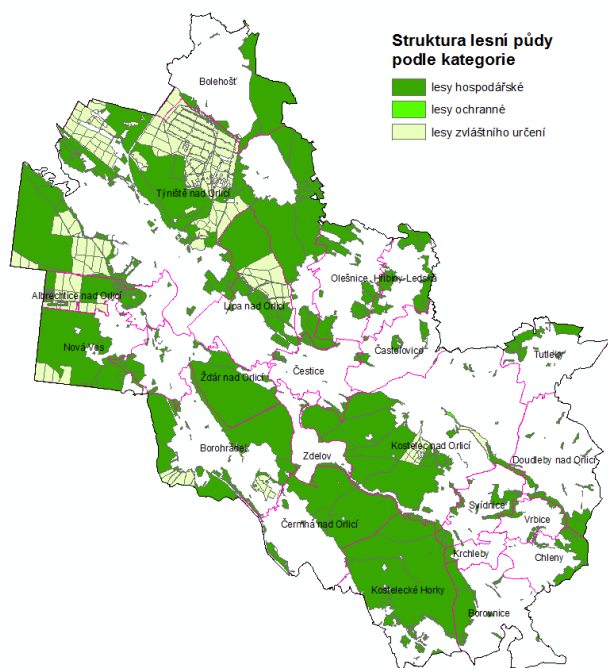 Struktura lesní půdy
podle kategorie
lesy hospodářské
lesy ochranné
lesy zvláštního určení
Bolehošť
Týniště nad Orlicí
Olešnice
Hřibiny-Ledská
Albrechtice nad Orlicí
Lípa nad Orlicí
Nová Ves
Častolovice
Tutleky
Čestice
Žďár nad Orlicí
Borohrádek
Kostelec nad Orlicí
Zdelov
Doudleby nad Orlicí
Svídnice
Vrbice
Čermná nad Orlicí
Krchleby
Chleny
Kostelecké Horky
Borovnice